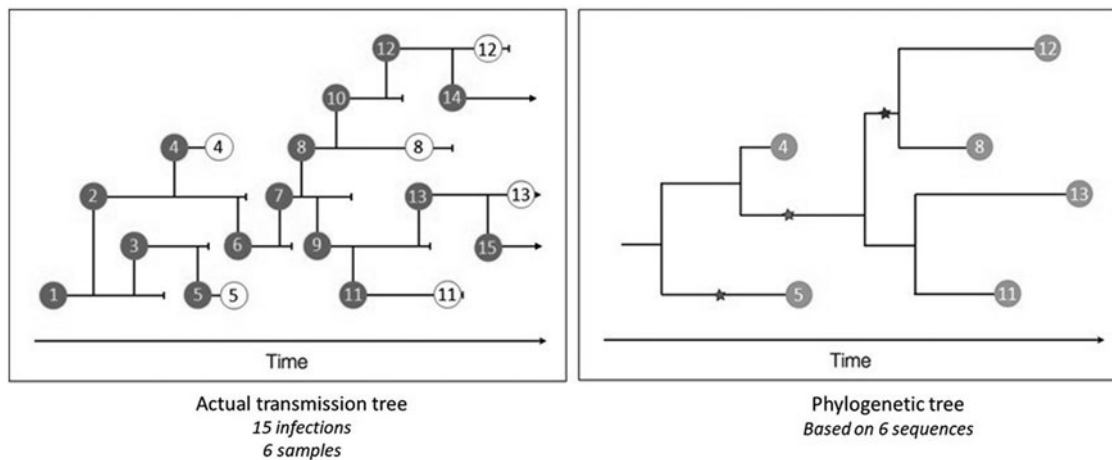 12 12
10 14
4 4 8 8
2 7 13 13
3 6 9 15
1 5 5 11 11
Time
12
4 8
13
5 11
Time
Actual transmission tree
15 infections
6 samples
Phylogenetic tree
Based on 6 sequences